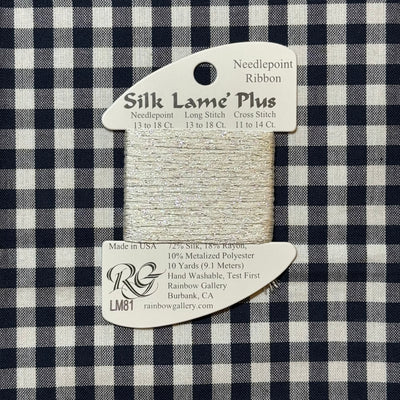 Needlepoint
Ribbon
Silk Lamé Plus
Needlepoint Long Stitch Cross Stitch
13 to 18 Ct. 13 to 18 Ct. 11 to 14 Ct.
Made in USA 72% Silk, 18% Rayon,
10% Metalized Polyester
10 Yards (9.1 Meters)
Hand Washable, Test First
Rainbow Gallery
Burbank, CA
rainbowgallery.com
RG
LM81